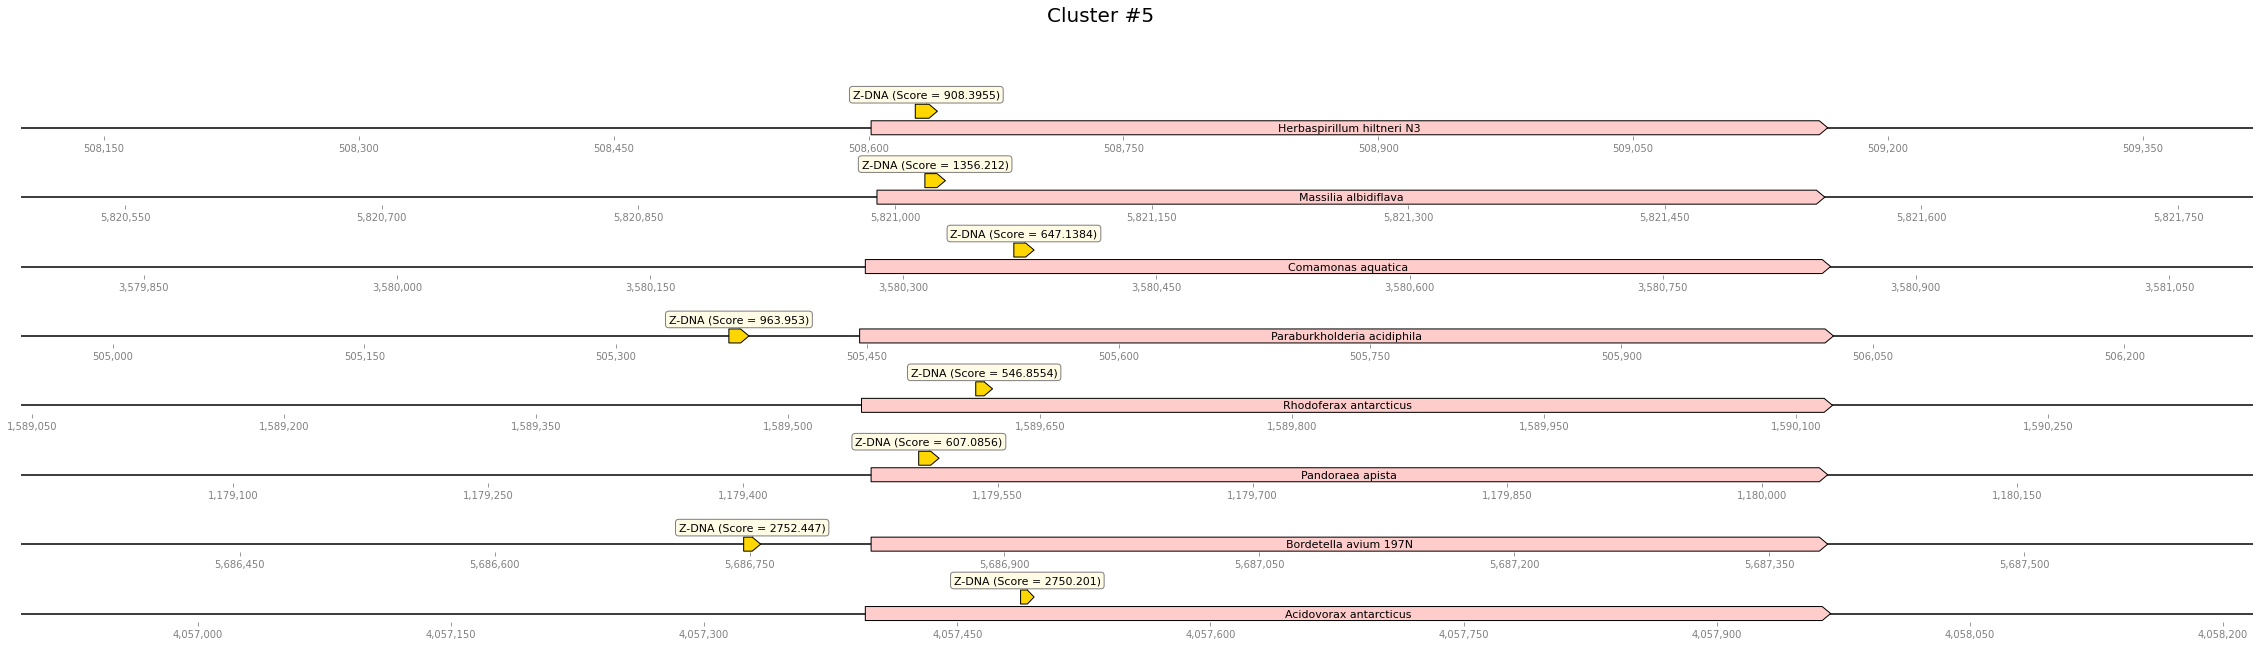 Cluster #5
Z-DNA (Score = 908.3955)
Herbaspirillum hiltneri N3
508,150 508,300 508,450 508,600 508,750 508,900 509,050 509,200 509,350
Z-DNA (Score = 1356.212)
Massilia albidiflava
5,820,550 5,820,700 5,820,850 5,821,000 5,821,150 5,821,300 5,821,450 5,821,600 5,821,750
Z-DNA (Score = 647.1384)
Comamonas aquatica
3,579,850 3,580,000 3,580,150 3,580,300 3,580,450 3,580,600 3,580,750 3,580,900 3,581,050
Z-DNA (Score = 963.953)
Paraburkholderia acidiphila
505,000 505,150 505,300 505,450 505,600 505,750 505,900 506,050 506,200
Z-DNA (Score = 546.8554)
Rhodoferax antarcticus
1,589,050 1,589,200 1,589,350 1,589,500 1,589,650 1,589,800 1,589,950 1,590,100 1,590,250
Z-DNA (Score = 607.0856)
Pandoraea apista
1,179,100 1,179,250 1,179,400 1,179,550 1,179,700 1,179,850 1,180,000 1,180,150
Z-DNA (Score = 2752.447)
Bordetella avium 197N
5,686,450 5,686,600 5,686,750 5,686,900 5,687,050 5,687,200 5,687,350 5,687,500
Z-DNA (Score = 2750.201)
Acidovorax antarcticus
4,057,000 4,057,150 4,057,300 4,057,450 4,057,600 4,057,750 4,057,900 4,058,050 4,058,200